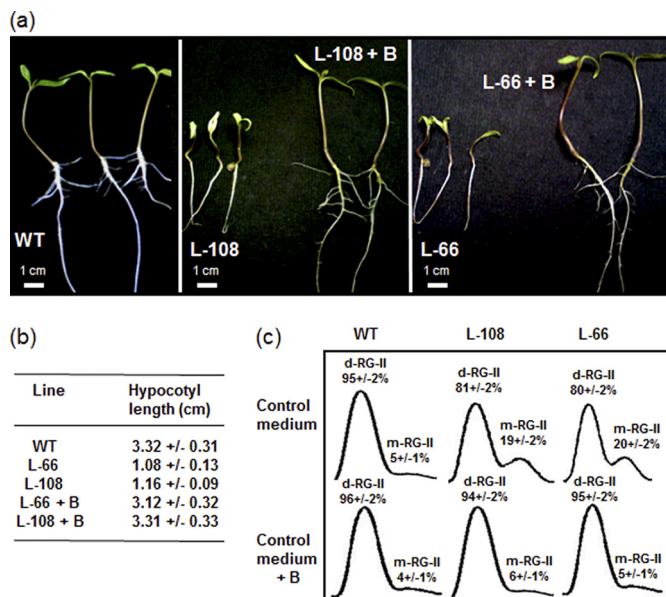 (a)
L-108 + B
L-66 + B
WT
L-108
L-66
1 cm
1 cm
1 cm
(b)
Line
Hypocotyl length (cm)
WT 3.32 +/- 0.31
L-66 1.08 +/- 0.13
L-108 1.16 +/- 0.09
L-66 + B 3.12 +/- 0.32
L-108 + B 3.31 +/- 0.33
(c)
WT L-108 L-66
Control medium
d-RG-II 95+/-2%
m-RG-II 5+/-1%
d-RG-II 81+/-2%
m-RG-II 19+/-2%
d-RG-II 80+/-2%
m-RG-II 20+/-2%
Control medium + B
d-RG-II 96+/-2%
m-RG-II 4+/-1%
d-RG-II 94+/-2%
m-RG-II 6+/-1%
d-RG-II 95+/-2%
m-RG-II 5+/-1%